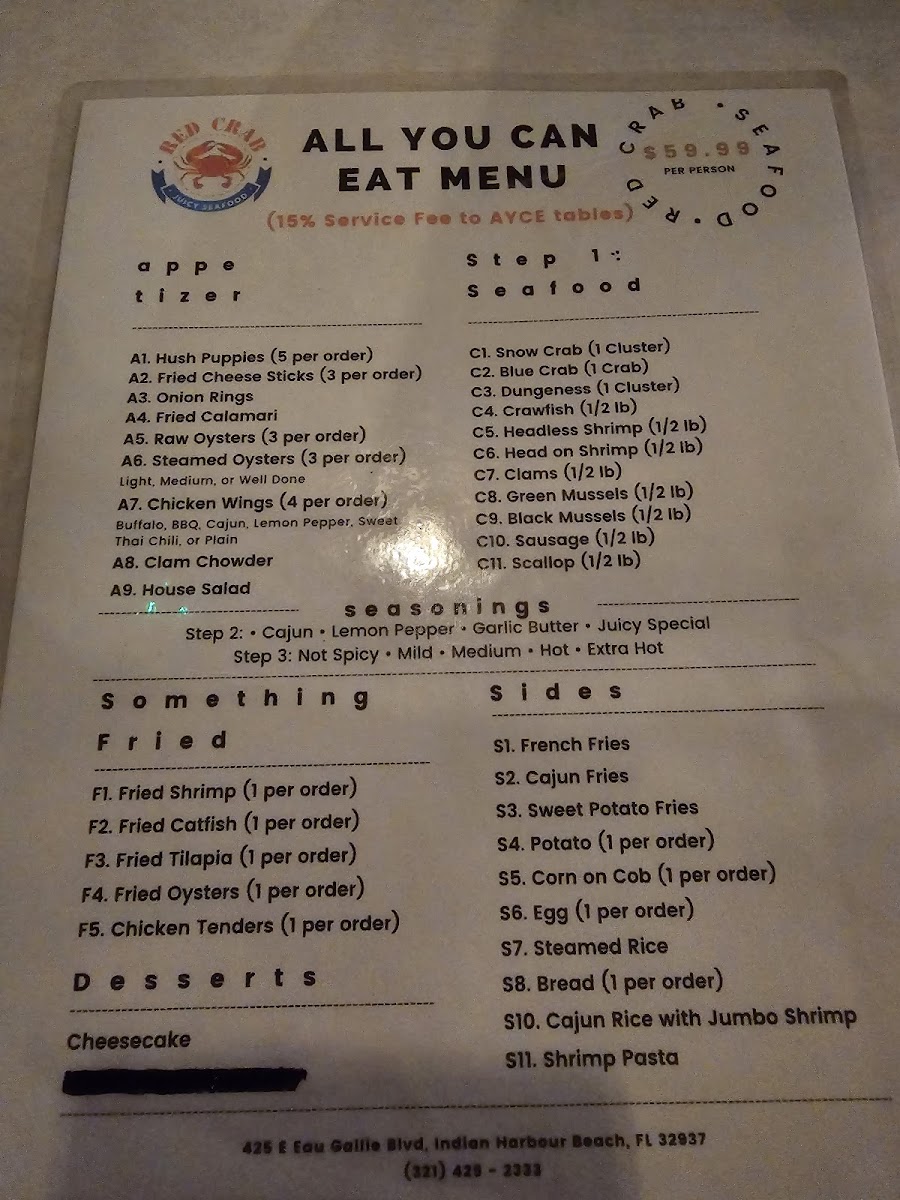 RED CRAB
JUICY SEAFOOD
ALL YOU CAN
EAT MENU
(15% Service Fee to AYCE tables)
RED CRAB • SEAFOOD •
$59.99
PER PERSON
appe
tizer
A1. Hush Puppies (5 per order)
A2. Fried Cheese Sticks (3 per order)
A3. Onion Rings
A4. Fried Calamari
A5. Raw Oysters (3 per order)
A6. Steamed Oysters (3 per order)
Light, Medium, or Well Done
A7. Chicken Wings (4 per order)
Buffalo, BBQ, Cajun, Lemon Pepper, Sweet
Thai Chili, or Plain
A8. Clam Chowder
A9. House Salad
Step 1:
Seafood
C1. Snow Crab (1 Cluster)
C2. Blue Crab (1 Crab)
C3. Dungeness (1 Cluster)
C4. Crawfish (1/2 lb)
C5. Headless Shrimp (1/2 lb)
C6. Head on Shrimp (1/2 lb)
C7. Clams (1/2 lb)
C8. Green Mussels (1/2 lb)
C9. Black Mussels (1/2 lb)
C10. Sausage (1/2 lb)
C11. Scallop (1/2 lb)
seasonings
Step 2: • Cajun • Lemon Pepper • Garlic Butter • Juicy Special
Step 3: Not Spicy • Mild • Medium • Hot • Extra Hot
Something
Fried
F1. Fried Shrimp (1 per order)
F2. Fried Catfish (1 per order)
F3. Fried Tilapia (1 per order)
F4. Fried Oysters (1 per order)
F5. Chicken Tenders (1 per order)
Desserts
Cheesecake
Sides
S1. French Fries
S2. Cajun Fries
S3. Sweet Potato Fries
S4. Potato (1 per order)
S5. Corn on Cob (1 per order)
S6. Egg (1 per order)
S7. Steamed Rice
S8. Bread (1 per order)
S10. Cajun Rice with Jumbo Shrimp
S11. Shrimp Pasta
425 E Eau Gallie Blvd, Indian Harbour Beach, FL 32937
(321) 428 - 2333